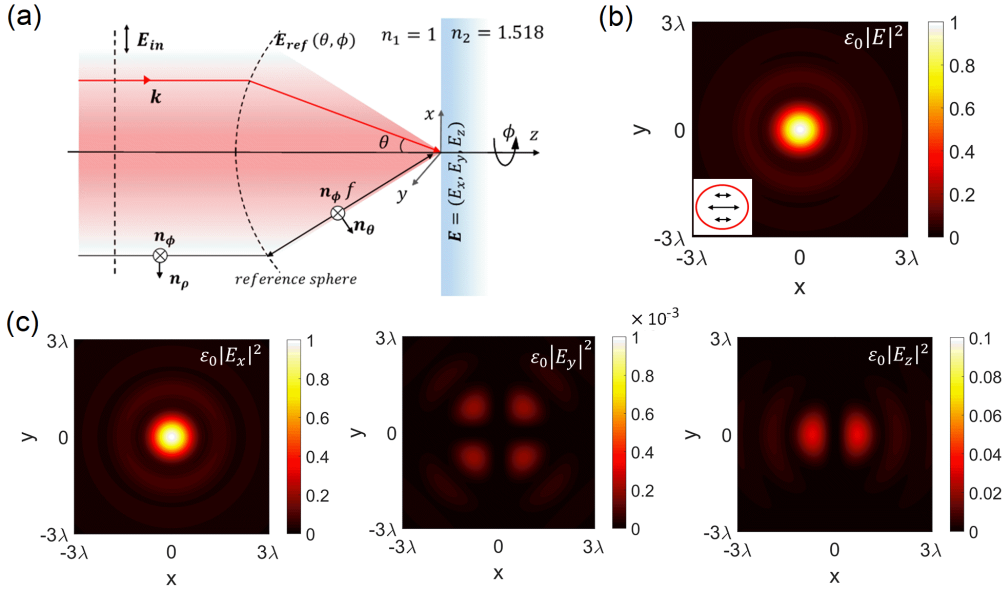 (a)
E_in
E_ref(θ,ϕ)
n₁ = 1
n₂ = 1.518
k
θ
x
y
ϕ
z
E = (E_x, E_y, E_z)
n_ϕ
f
n_θ
n_ϕ
n_ρ
reference sphere
(b)
ε₀|E|²
3λ
y
0
-3λ
-3λ
0
3λ
x
1
0.8
0.6
0.4
0.2
0
(c)
ε₀|E_x|²
3λ
y
0
-3λ
-3λ
0
3λ
x
1
0.8
0.6
0.4
0.2
0
ε₀|E_y|²
3λ
y
0
-3λ
-3λ
0
3λ
x
× 10⁻³
1
0.8
0.6
0.4
0.2
0
ε₀|E_z|²
3λ
y
0
-3λ
-3λ
0
3λ
x
0.1
0.08
0.06
0.04
0.02
0